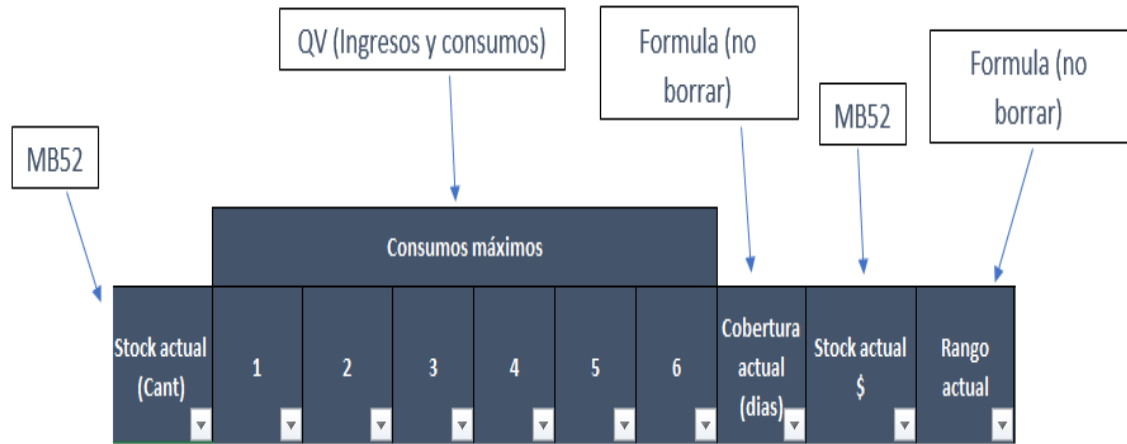 QV (Ingresos y consumos)
Formula (no
borrar)
Formula (no
borrar)
MB52
MB52
Consumos máximos
Stock actual
(Cant)
1
2
3
4
5
6
Cobertura
actual
(dias)
Stock actual
$
Rango
actual